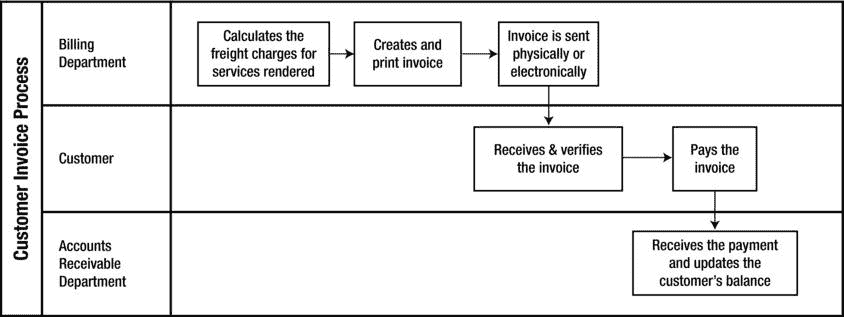 Customer Invoice Process
Billing
Department
Calculates the
freight charges for
services rendered
Creates and
print invoice
Invoice is sent
physically or
electronically
Customer
Receives & verifies
the invoice
Pays the
invoice
Accounts
Receivable
Department
Receives the payment
and updates the
customer's balance